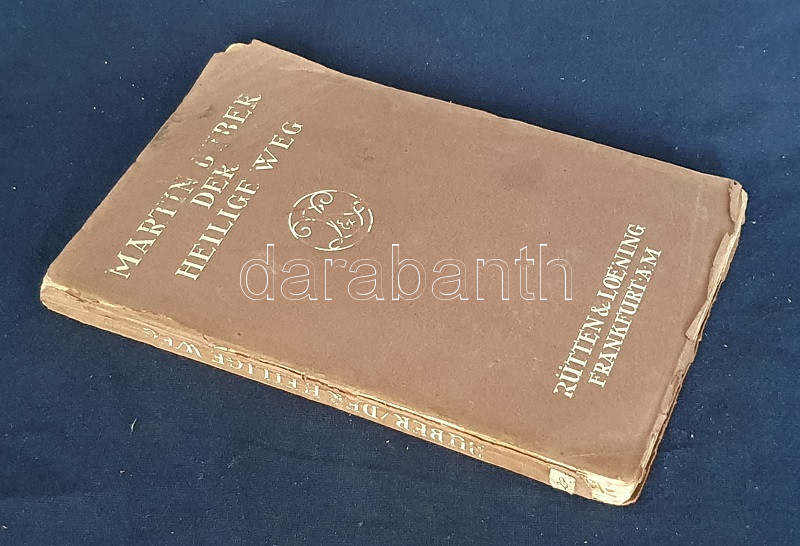 MARTIN BUBER
DER
HEILIGE WEG
RÜTTEN & LOENING
FRANKFURT A·M
BUBER/DER HEILIGE WEG
darabanth